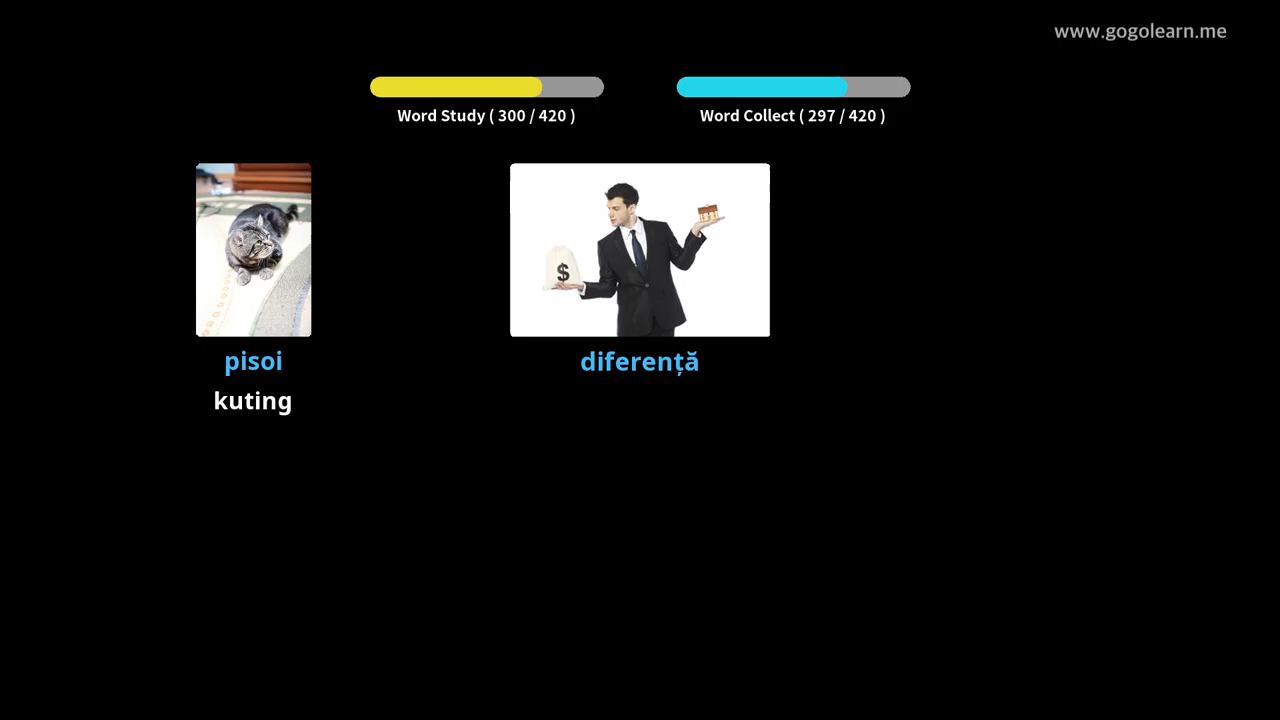 www.gogolearn.me
Word Study ( 300 / 420 )
Word Collect ( 297 / 420 )
$
pisoi
diferență
kuting